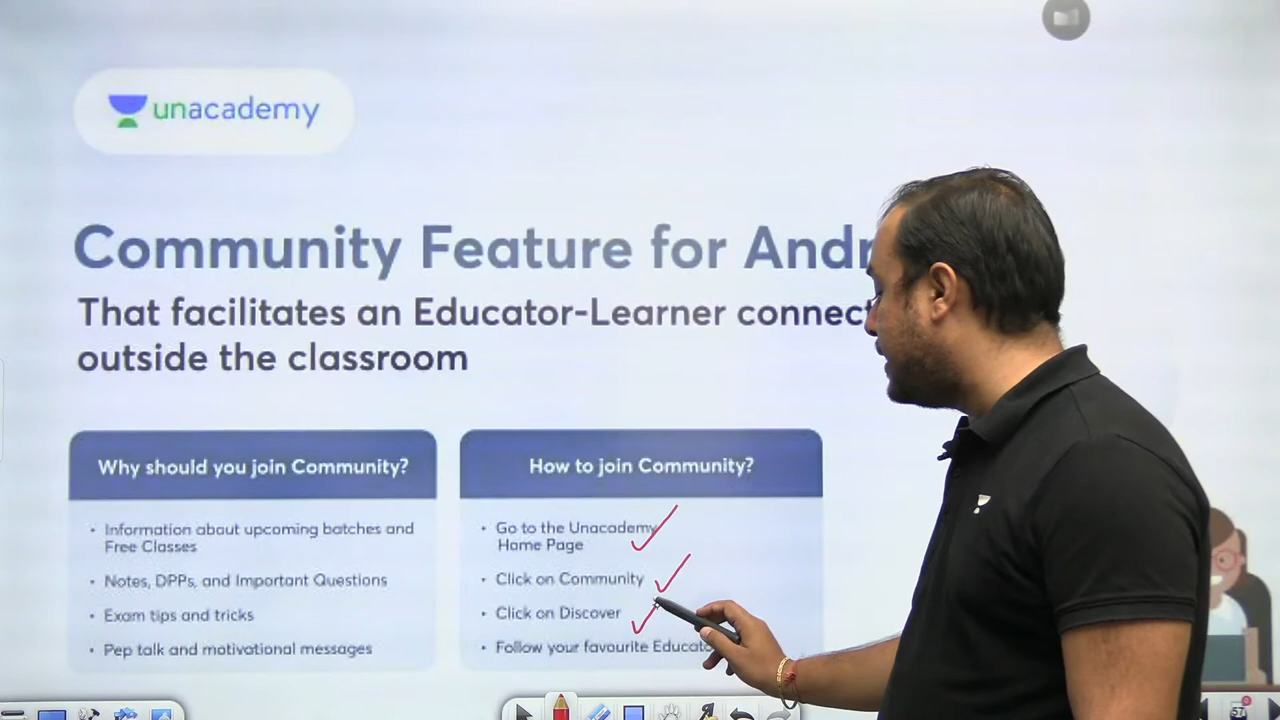 unacademy
Community Feature for
That facilitates an Educator-Learner connect
outside the classroom
Why should you join Community?
• Information about upcoming batches and
Free Classes
• Notes, DPPs, and Important Questions
• Exam tips and tricks
• Pep talk and motivational messages
How to join Community?
• Go to the Unacademy
Home Page
• Click on Community
• Click on Discover
• Follow your favourite
57